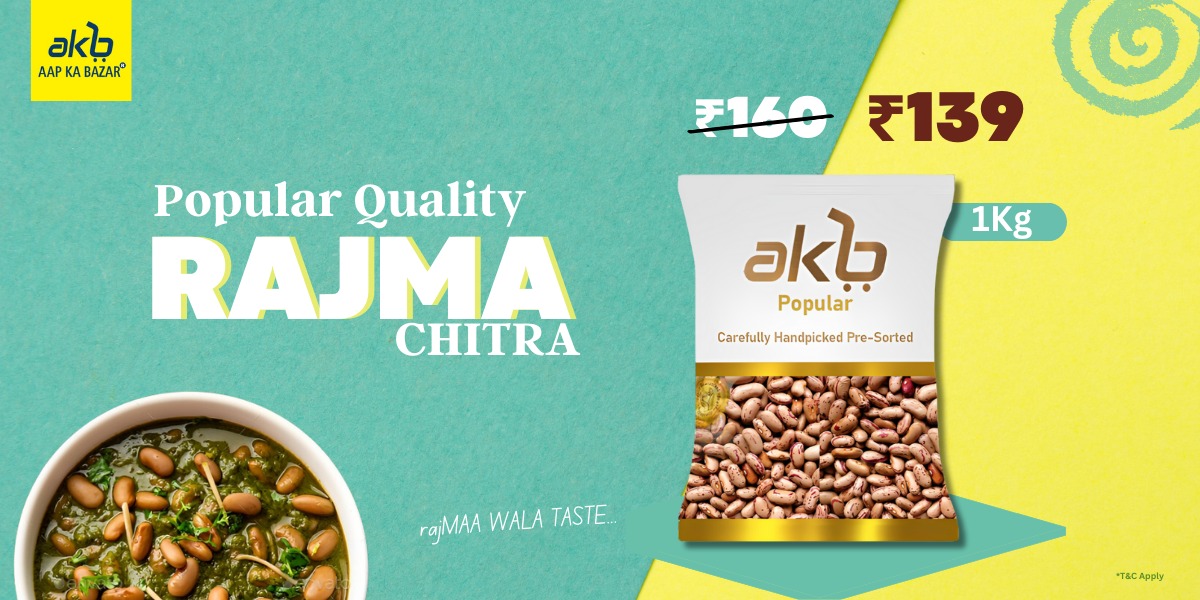 akb
AAP KA BAZAR®
₹160 ₹139
Popular Quality
RAJMA
CHITRA
1Kg
akb
Popular
Carefully Handpicked Pre-Sorted
rajMAA WALA TASTE...
*T&C Apply